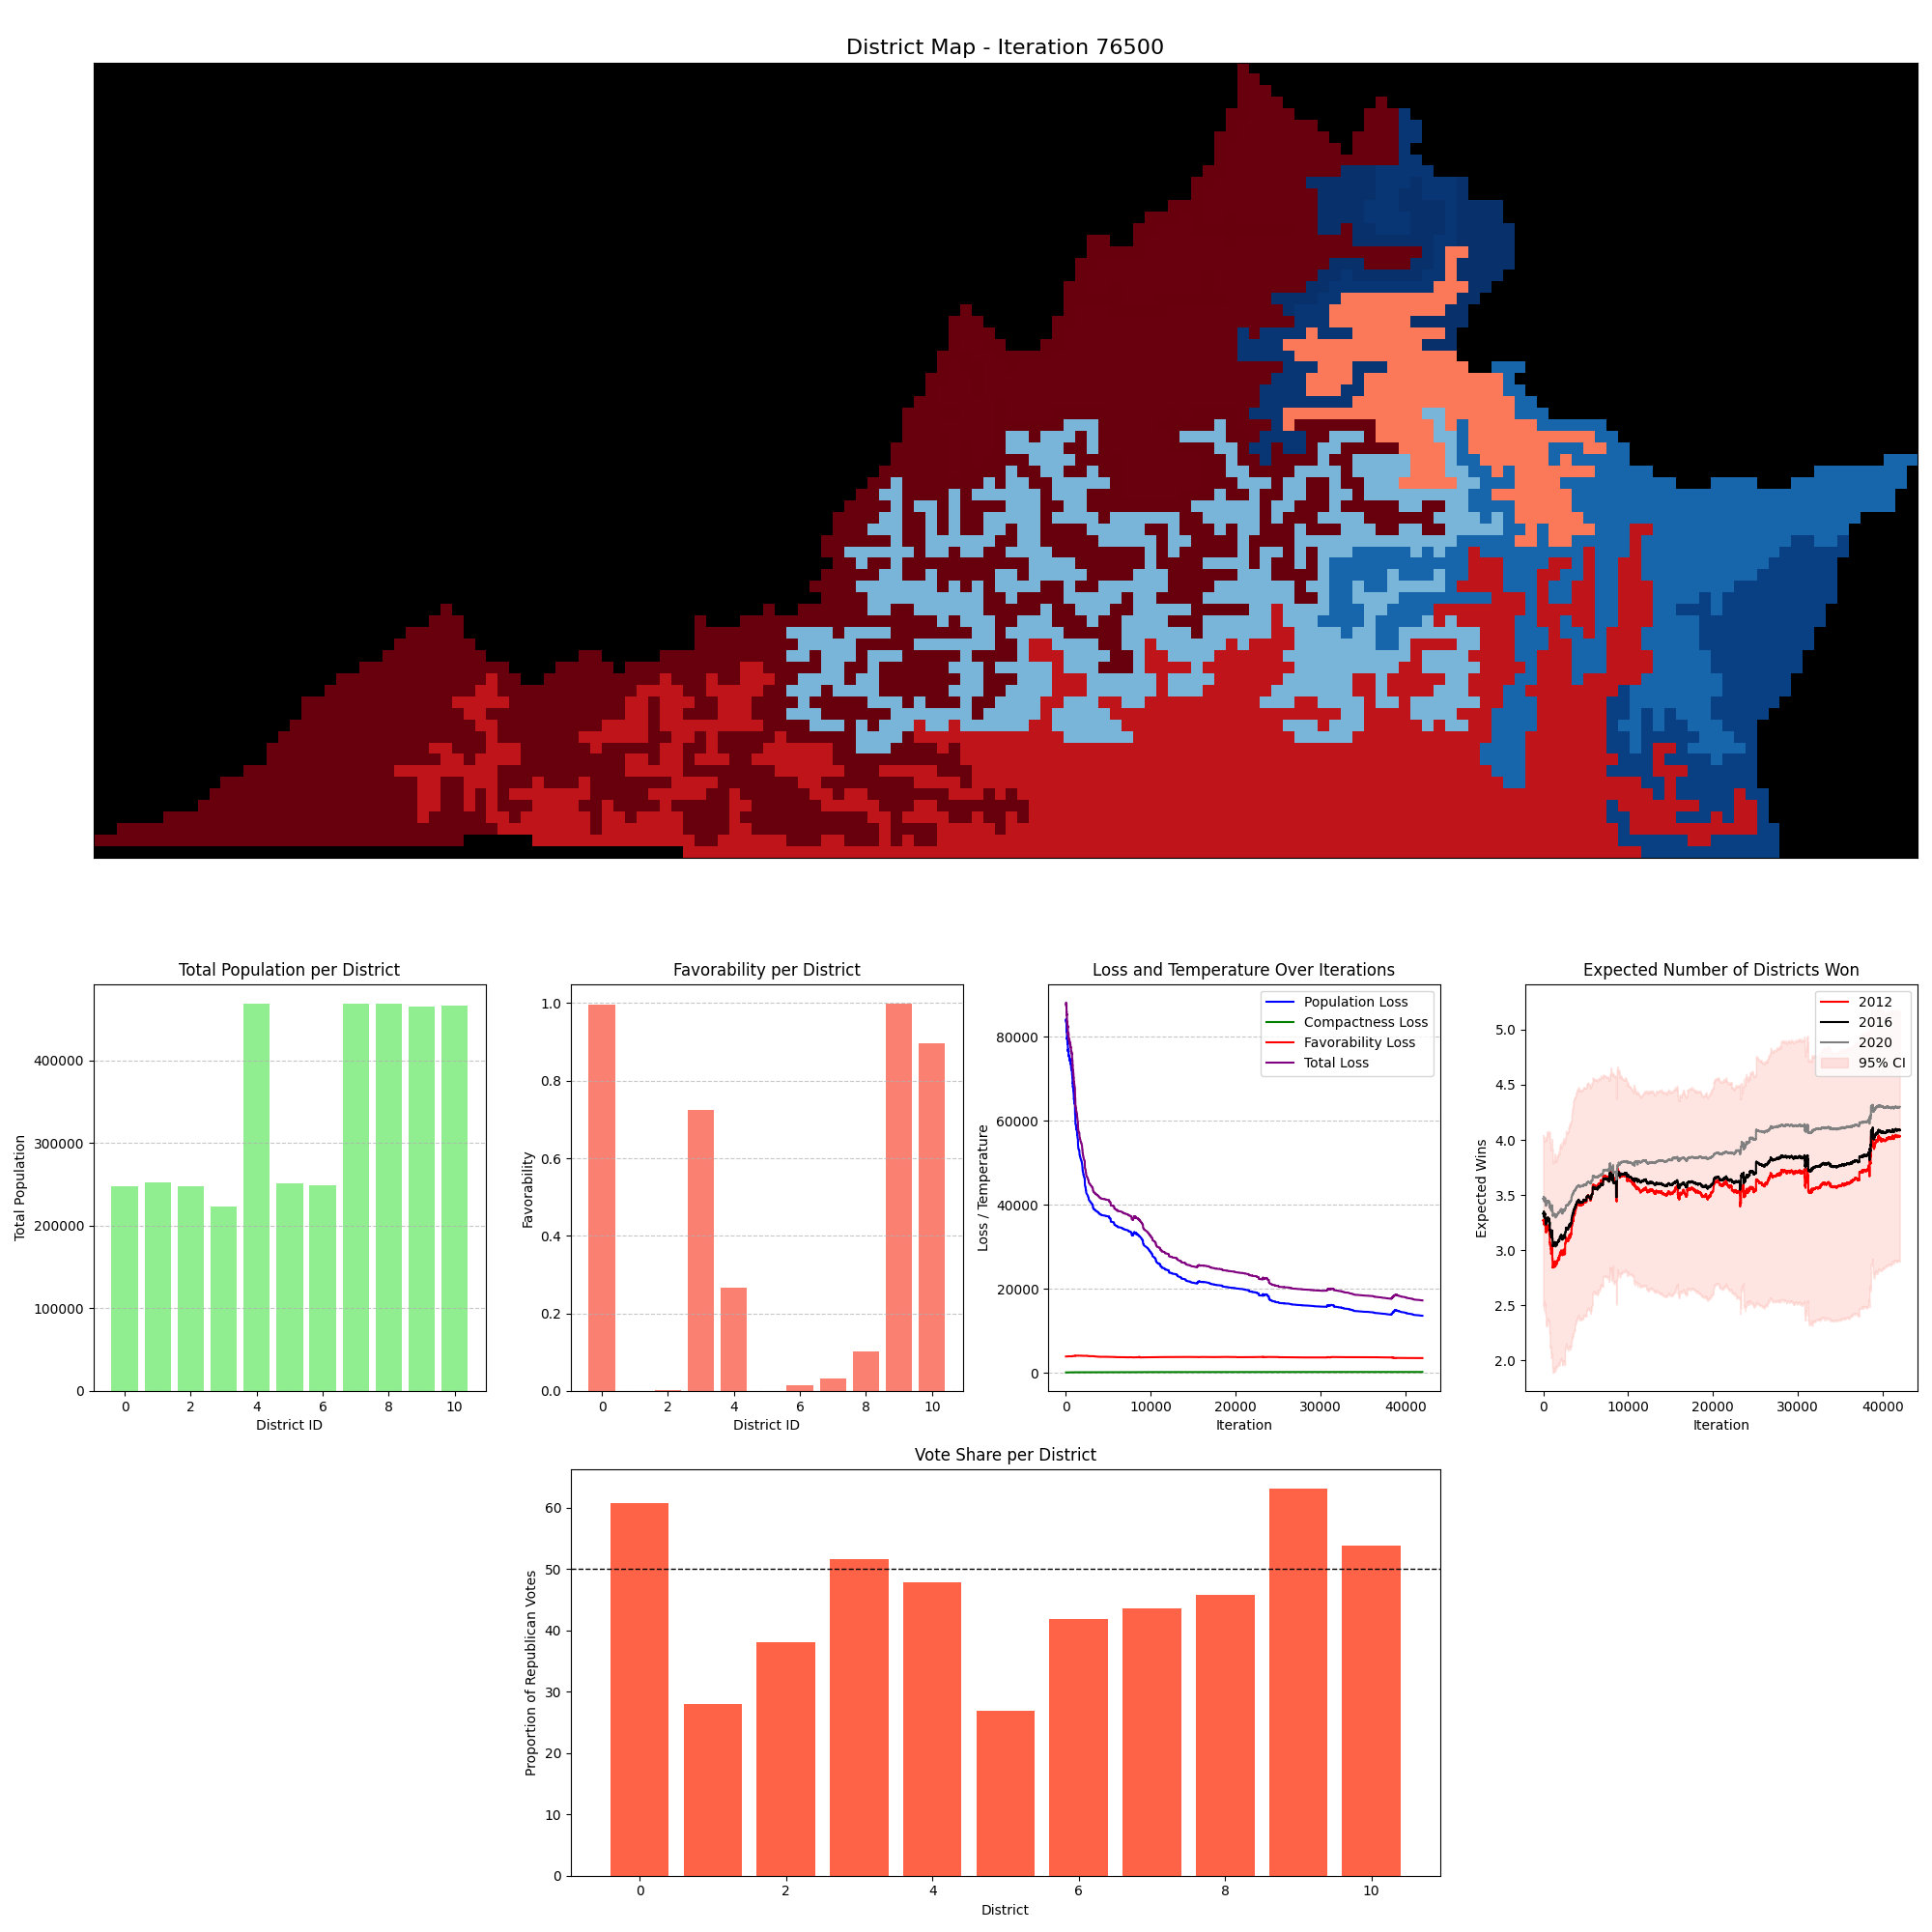 District Map - Iteration 76500
Total Population per District
Total Population
400000
300000
200000
100000
0
0 2 4 6 8 10
District ID
Favorability per District
Favorability
1.0
0.8
0.6
0.4
0.2
0.0
0 2 4 6 8 10
District ID
Loss and Temperature Over Iterations
Loss / Temperature
80000
60000
40000
20000
0
Population Loss
Compactness Loss
Favorability Loss
Total Loss
0 10000 20000 30000 40000
Iteration
Expected Number of Districts Won
Expected Wins
5.0
4.5
4.0
3.5
3.0
2.5
2.0
2012
2016
2020
95% CI
0 10000 20000 30000 40000
Iteration
Vote Share per District
Proportion of Republican Votes
60
50
40
30
20
10
0
0 2 4 6 8 10
District